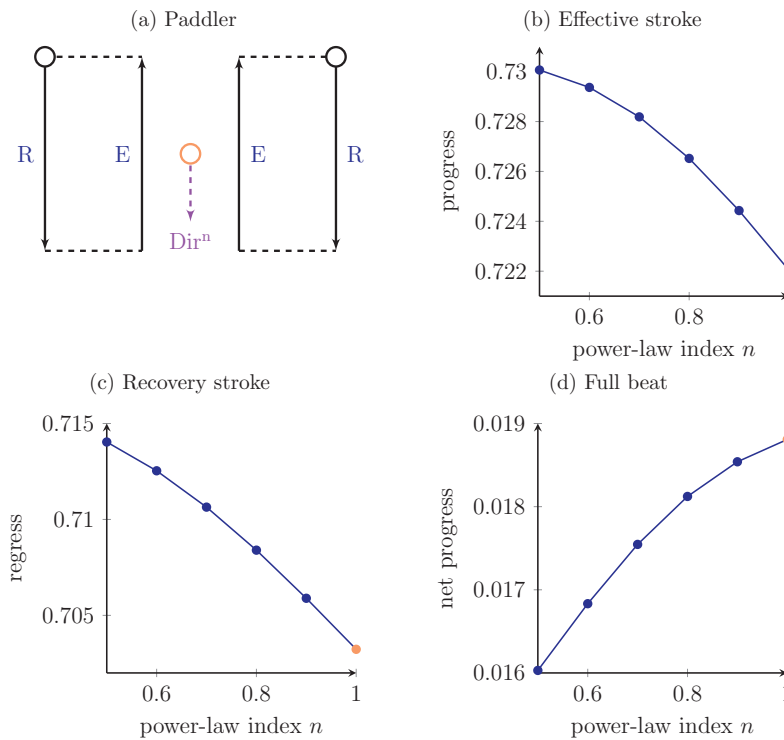 (a) Paddler
R
E
E
R
Dirⁿ
(b) Effective stroke
0.73
0.728
0.726
0.724
0.722
progress
0.6
0.8
power-law index n
(c) Recovery stroke
0.715
0.71
0.705
regress
0.6
0.8
1
power-law index n
(d) Full beat
0.019
0.018
0.017
0.016
net progress
0.6
0.8
power-law index n